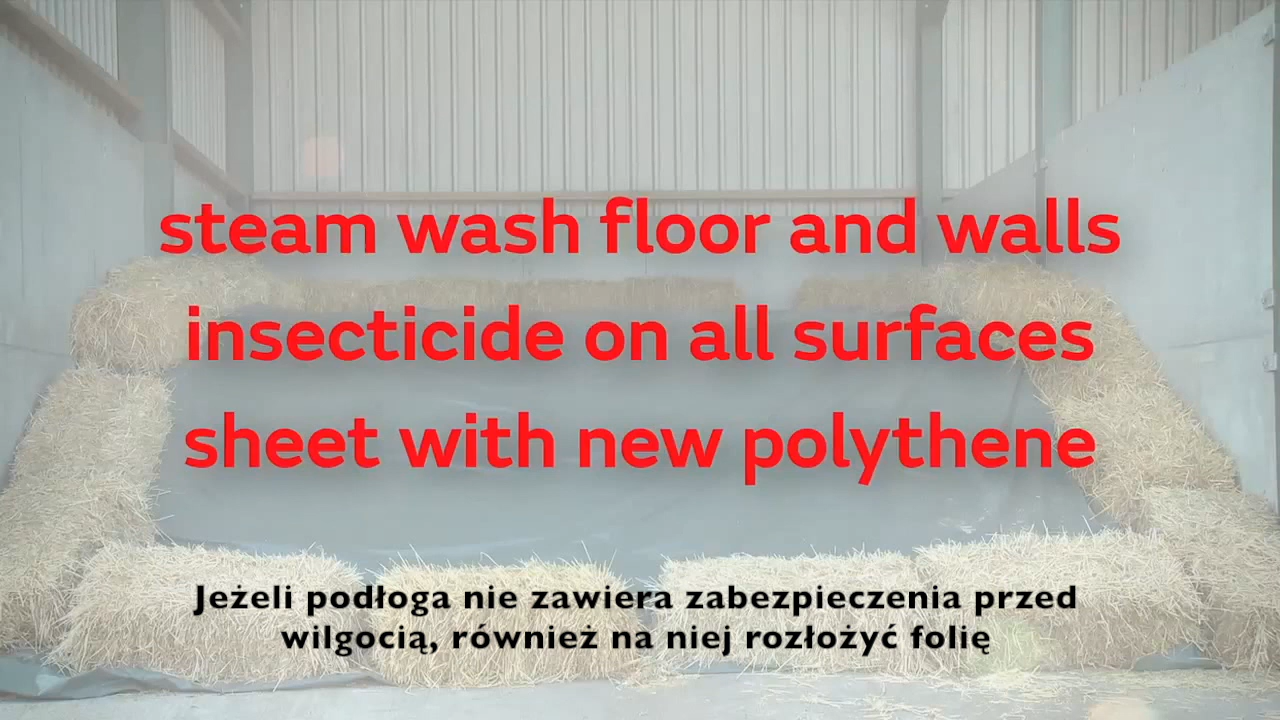 steam wash floor and walls
insecticide on all surfaces
sheet with new polythene
Jeżeli podłoga nie zawiera zabezpieczenia przed
wilgocią, również na niej rozłożyć folię